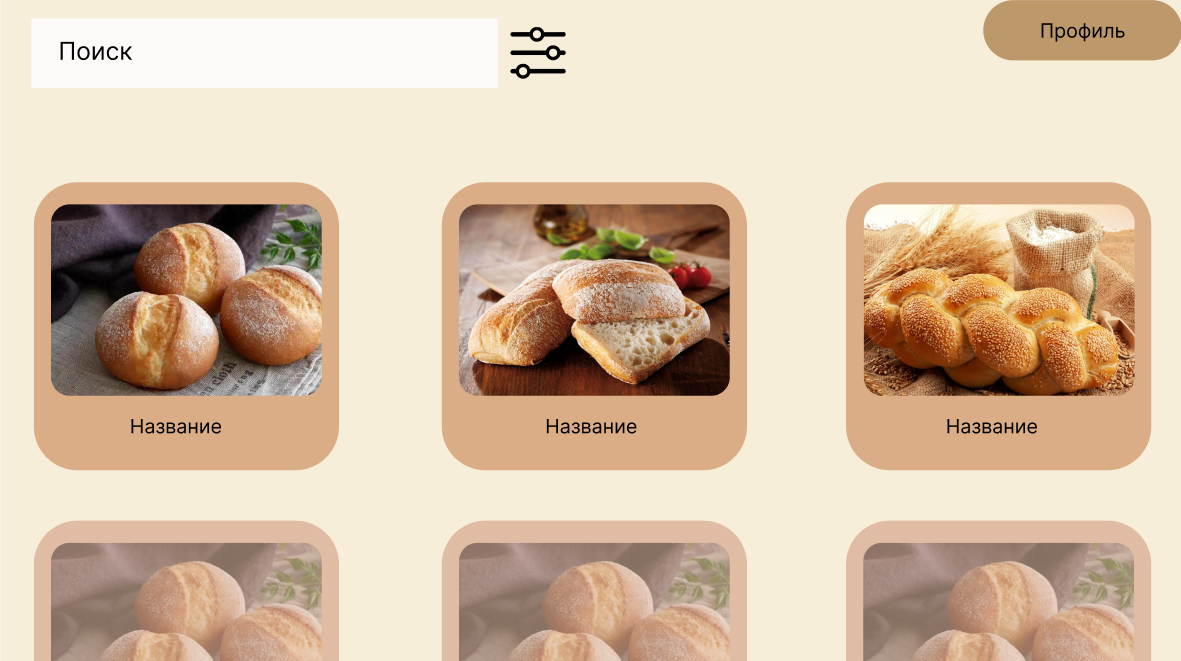 Поиск
Профиль
Название
Название
Название